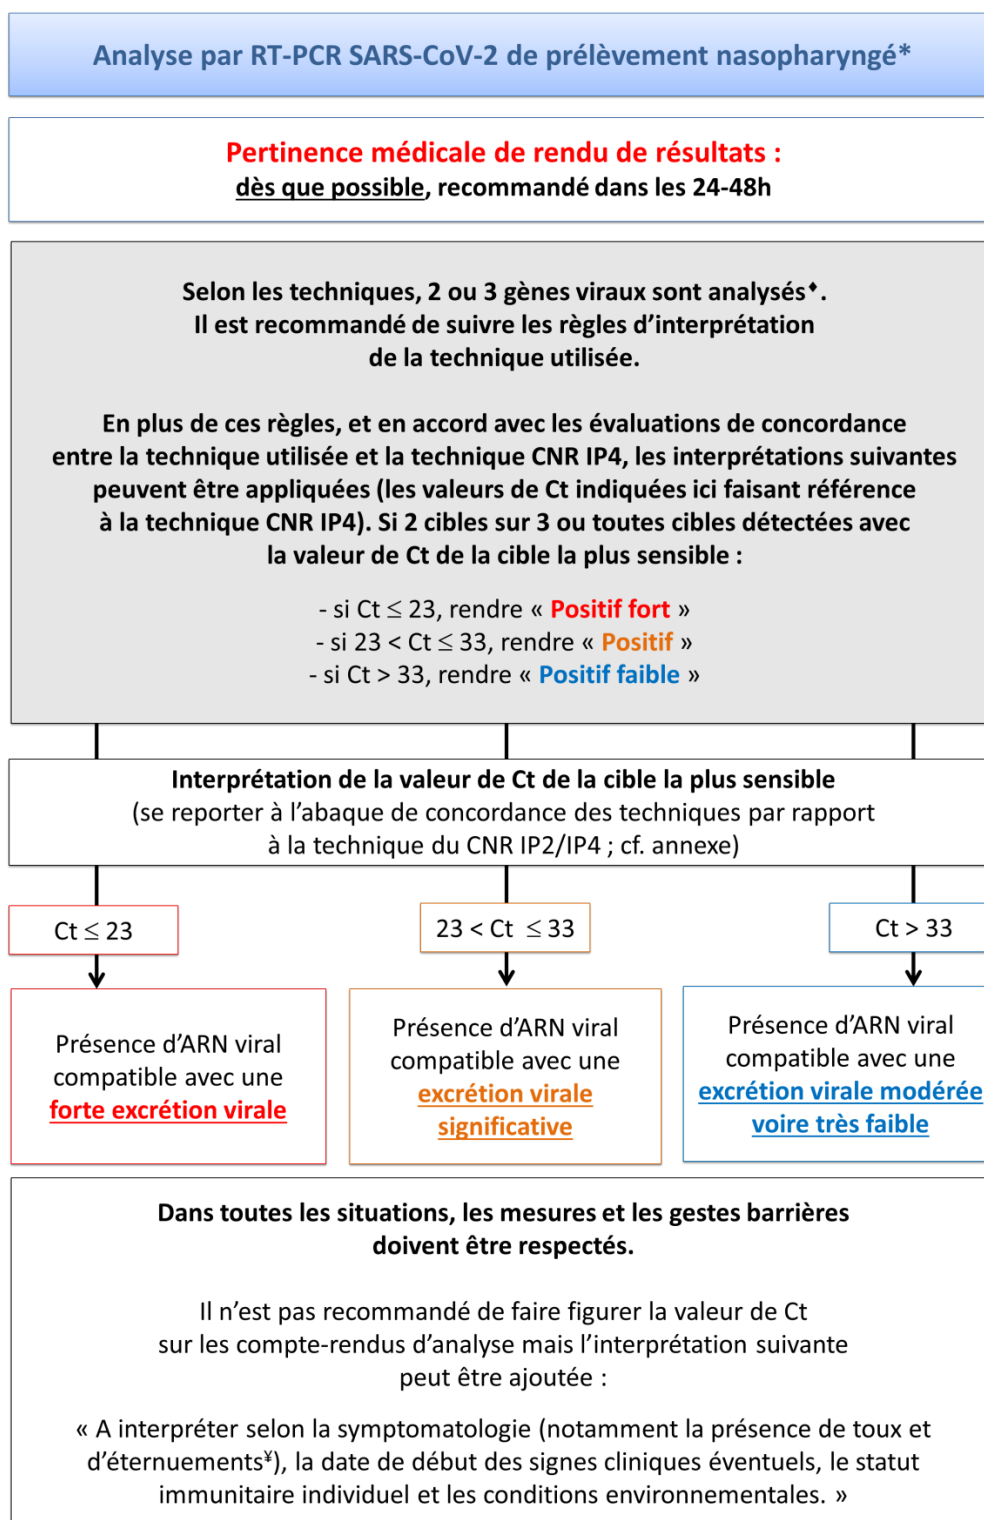 Analyse par RT-PCR SARS-CoV-2 de prélèvement nasopharyngé*
Pertinence médicale de rendu de résultats :
dès que possible, recommandé dans les 24-48h
Selon les techniques, 2 ou 3 gènes viraux sont analysés♦.
Il est recommandé de suivre les règles d’interprétation
de la technique utilisée.
En plus de ces règles, et en accord avec les évaluations de concordance
entre la technique utilisée et la technique CNR IP4, les interprétations suivantes
peuvent être appliquées (les valeurs de Ct indiquées ici faisant référence
à la technique CNR IP4). Si 2 cibles sur 3 ou toutes cibles détectées avec
la valeur de Ct de la cible la plus sensible :
- si Ct ≤ 23, rendre « Positif fort »
- si 23 < Ct ≤ 33, rendre « Positif »
- si Ct > 33, rendre « Positif faible »
Interprétation de la valeur de Ct de la cible la plus sensible
(se reporter à l’abaque de concordance des techniques par rapport
à la technique du CNR IP2/IP4 ; cf. annexe)
Ct ≤ 23
23 < Ct ≤ 33
Ct > 33
Présence d’ARN viral
compatible avec une
forte excrétion virale
Présence d’ARN viral
compatible avec une
excrétion virale
significative
Présence d’ARN viral
compatible avec une
excrétion virale modérée
voire très faible
Dans toutes les situations, les mesures et les gestes barrières
doivent être respectés.
Il n’est pas recommandé de faire figurer la valeur de Ct
sur les compte-rendus d’analyse mais l’interprétation suivante
peut être ajoutée :
« A interpréter selon la symptomatologie (notamment la présence de toux et
d’éternuements¥), la date de début des signes cliniques éventuels, le statut
immunitaire individuel et les conditions environnementales. »